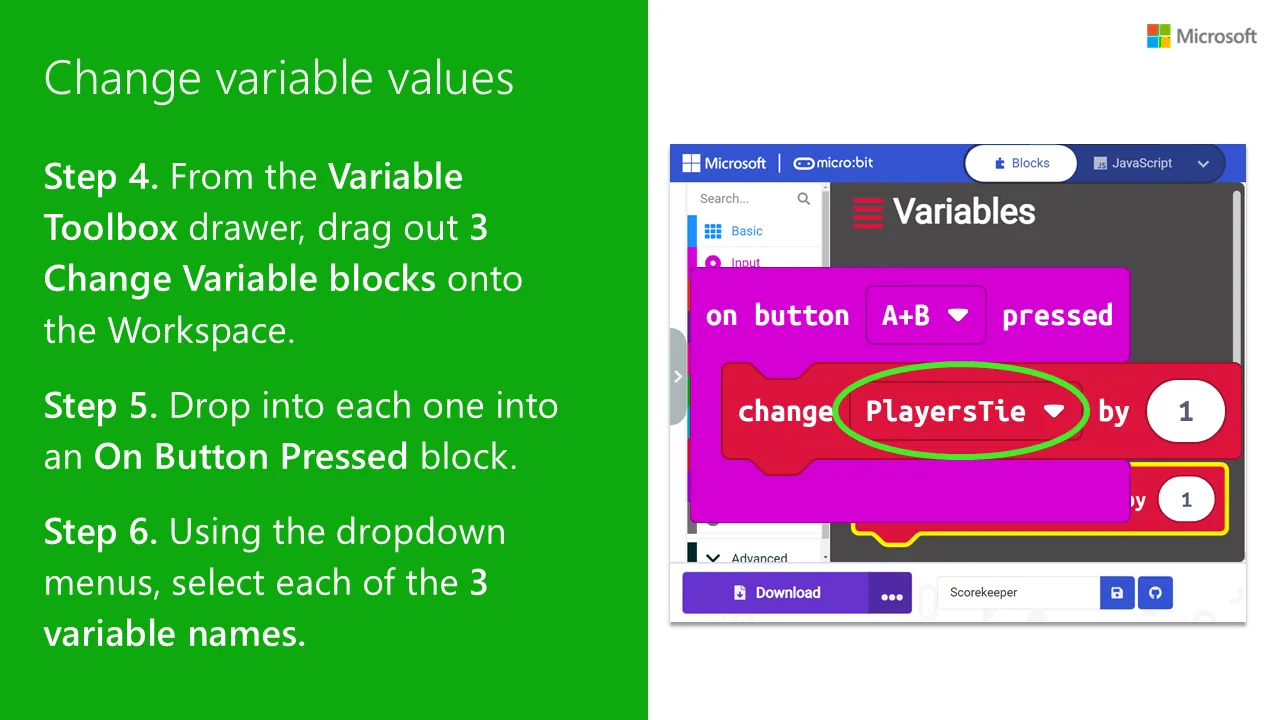 Change variable values
Microsoft
Step 4. From the Variable
Toolbox drawer, drag out 3
Change Variable blocks onto
the Workspace.
Step 5. Drop into each one into
an On Button Pressed block.
Step 6. Using the dropdown
menus, select each of the 3
variable names.
Microsoft | micro:bit
Blocks
JS JavaScript
Search...
Variables
Basic
Input
on button A+B pressed
change PlayersTie by 1
by 1
Advanced
Download
Scorekeeper